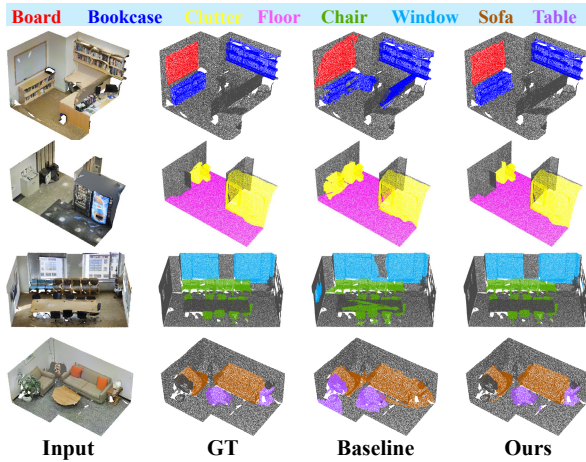 Board Bookcase Clutter Floor Chair Window Sofa Table
Input GT Baseline Ours